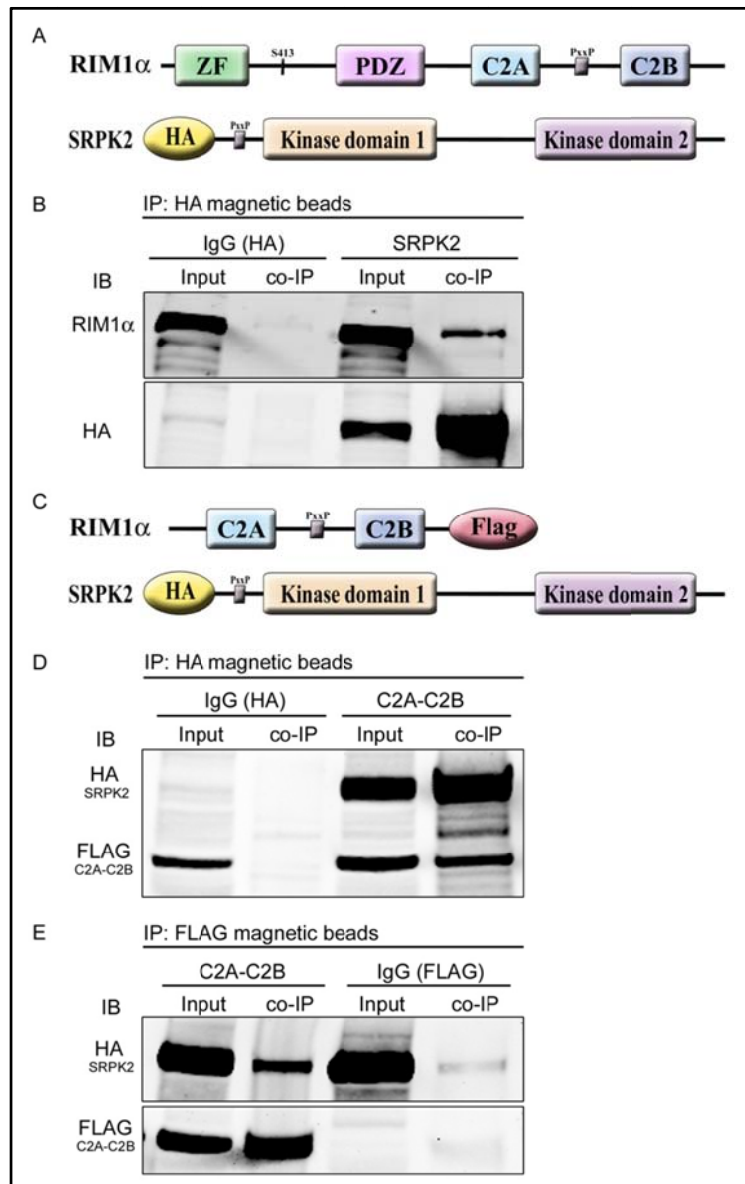 A
RIM1α ZF S413 PDZ C2A PxxP C2B
SRPK2 HA PxxP Kinase domain 1 Kinase domain 2
B
IP: HA magnetic beads
IgG (HA) SRPK2
IB Input co-IP Input co-IP
RIM1α
HA
C
RIM1α C2A PxxP C2B Flag
SRPK2 HA PxxP Kinase domain 1 Kinase domain 2
D
IP: HA magnetic beads
IgG (HA) C2A-C2B
IB Input co-IP Input co-IP
HA
SRPK2
FLAG
C2A-C2B
E
IP: FLAG magnetic beads
C2A-C2B IgG (FLAG)
IB Input co-IP Input co-IP
HA
SRPK2
FLAG
C2A-C2B